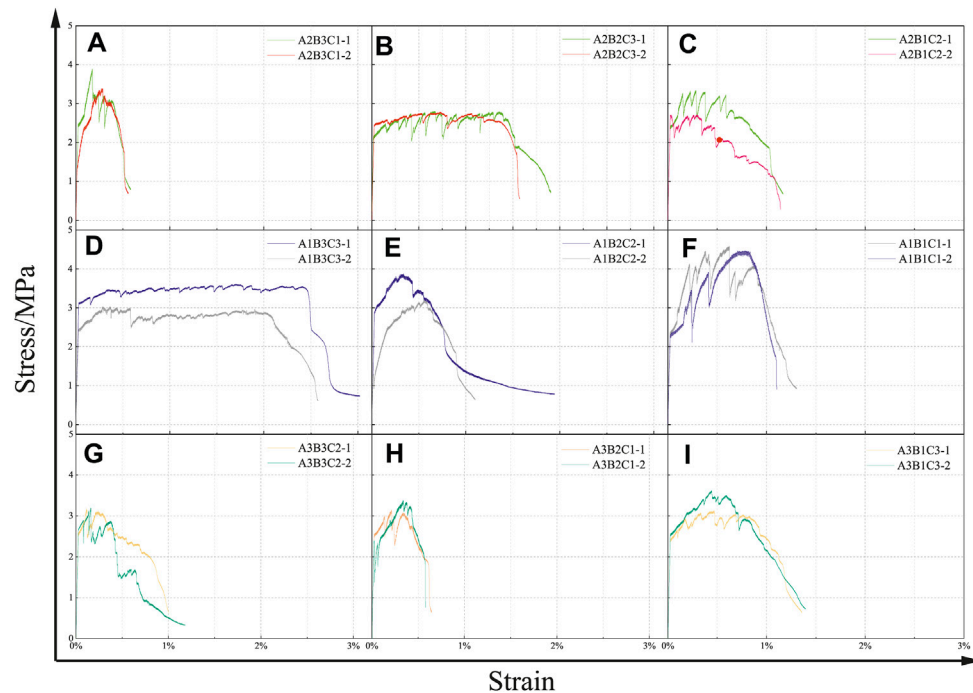 5
A
A2B3C1-1
A2B3C1-2
B
A2B2C3-1
A2B2C3-2
C
A2B1C2-1
A2B1C2-2
4
3
2
1
0
5
D
A1B3C3-1
A1B3C3-2
E
A1B2C2-1
A1B2C2-2
F
A1B1C1-1
A1B1C1-2
4
3
2
1
0
Stress/MPa
5
G
A3B3C2-1
A3B3C2-2
H
A3B2C1-1
A3B2C1-2
I
A3B1C3-1
A3B1C3-2
4
3
2
1
0
0% 1% 2% 3% 0% 1% 2% 3% 0% 1% 2% 3%
Strain